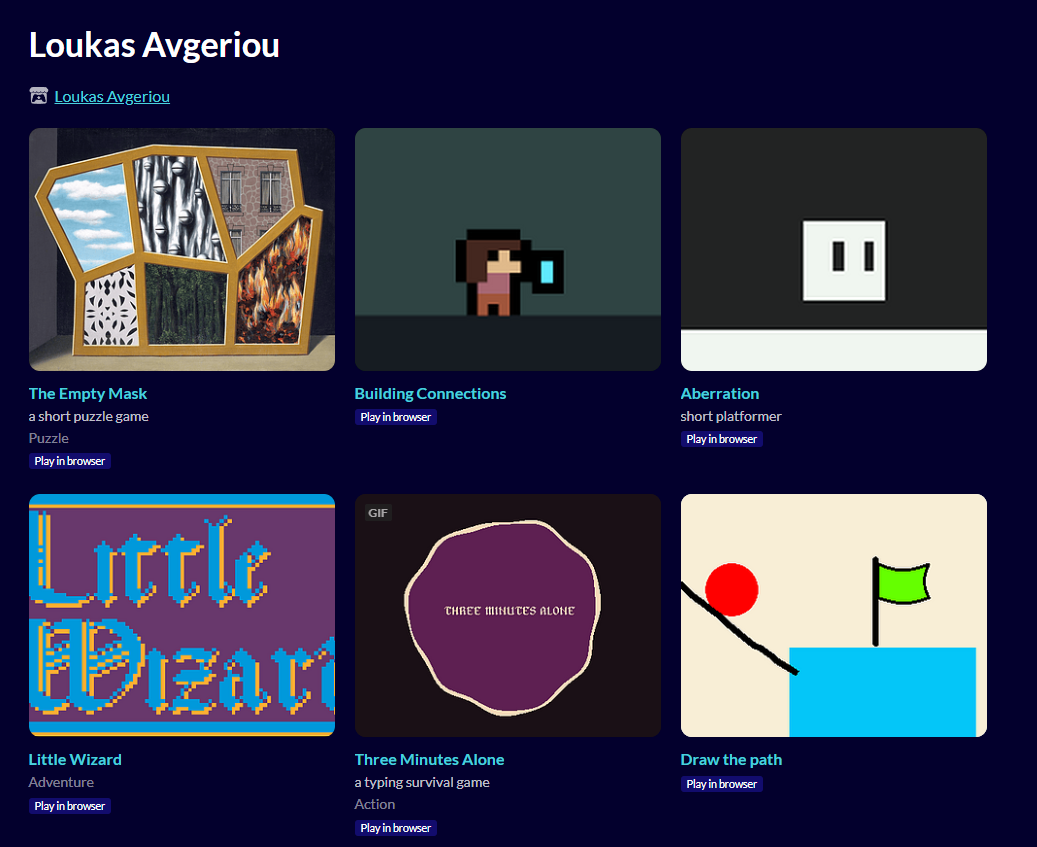 Loukas Avgeriou
Loukas Avgeriou
The Empty Mask
a short puzzle game
Puzzle
Play in browser
Building Connections
Play in browser
Aberration
short platformer
Play in browser
Little
Wizar
Little Wizard
Adventure
Play in browser
GIF
THREE MINUTES ALONE
Three Minutes Alone
a typing survival game
Action
Play in browser
Draw the path
Play in browser